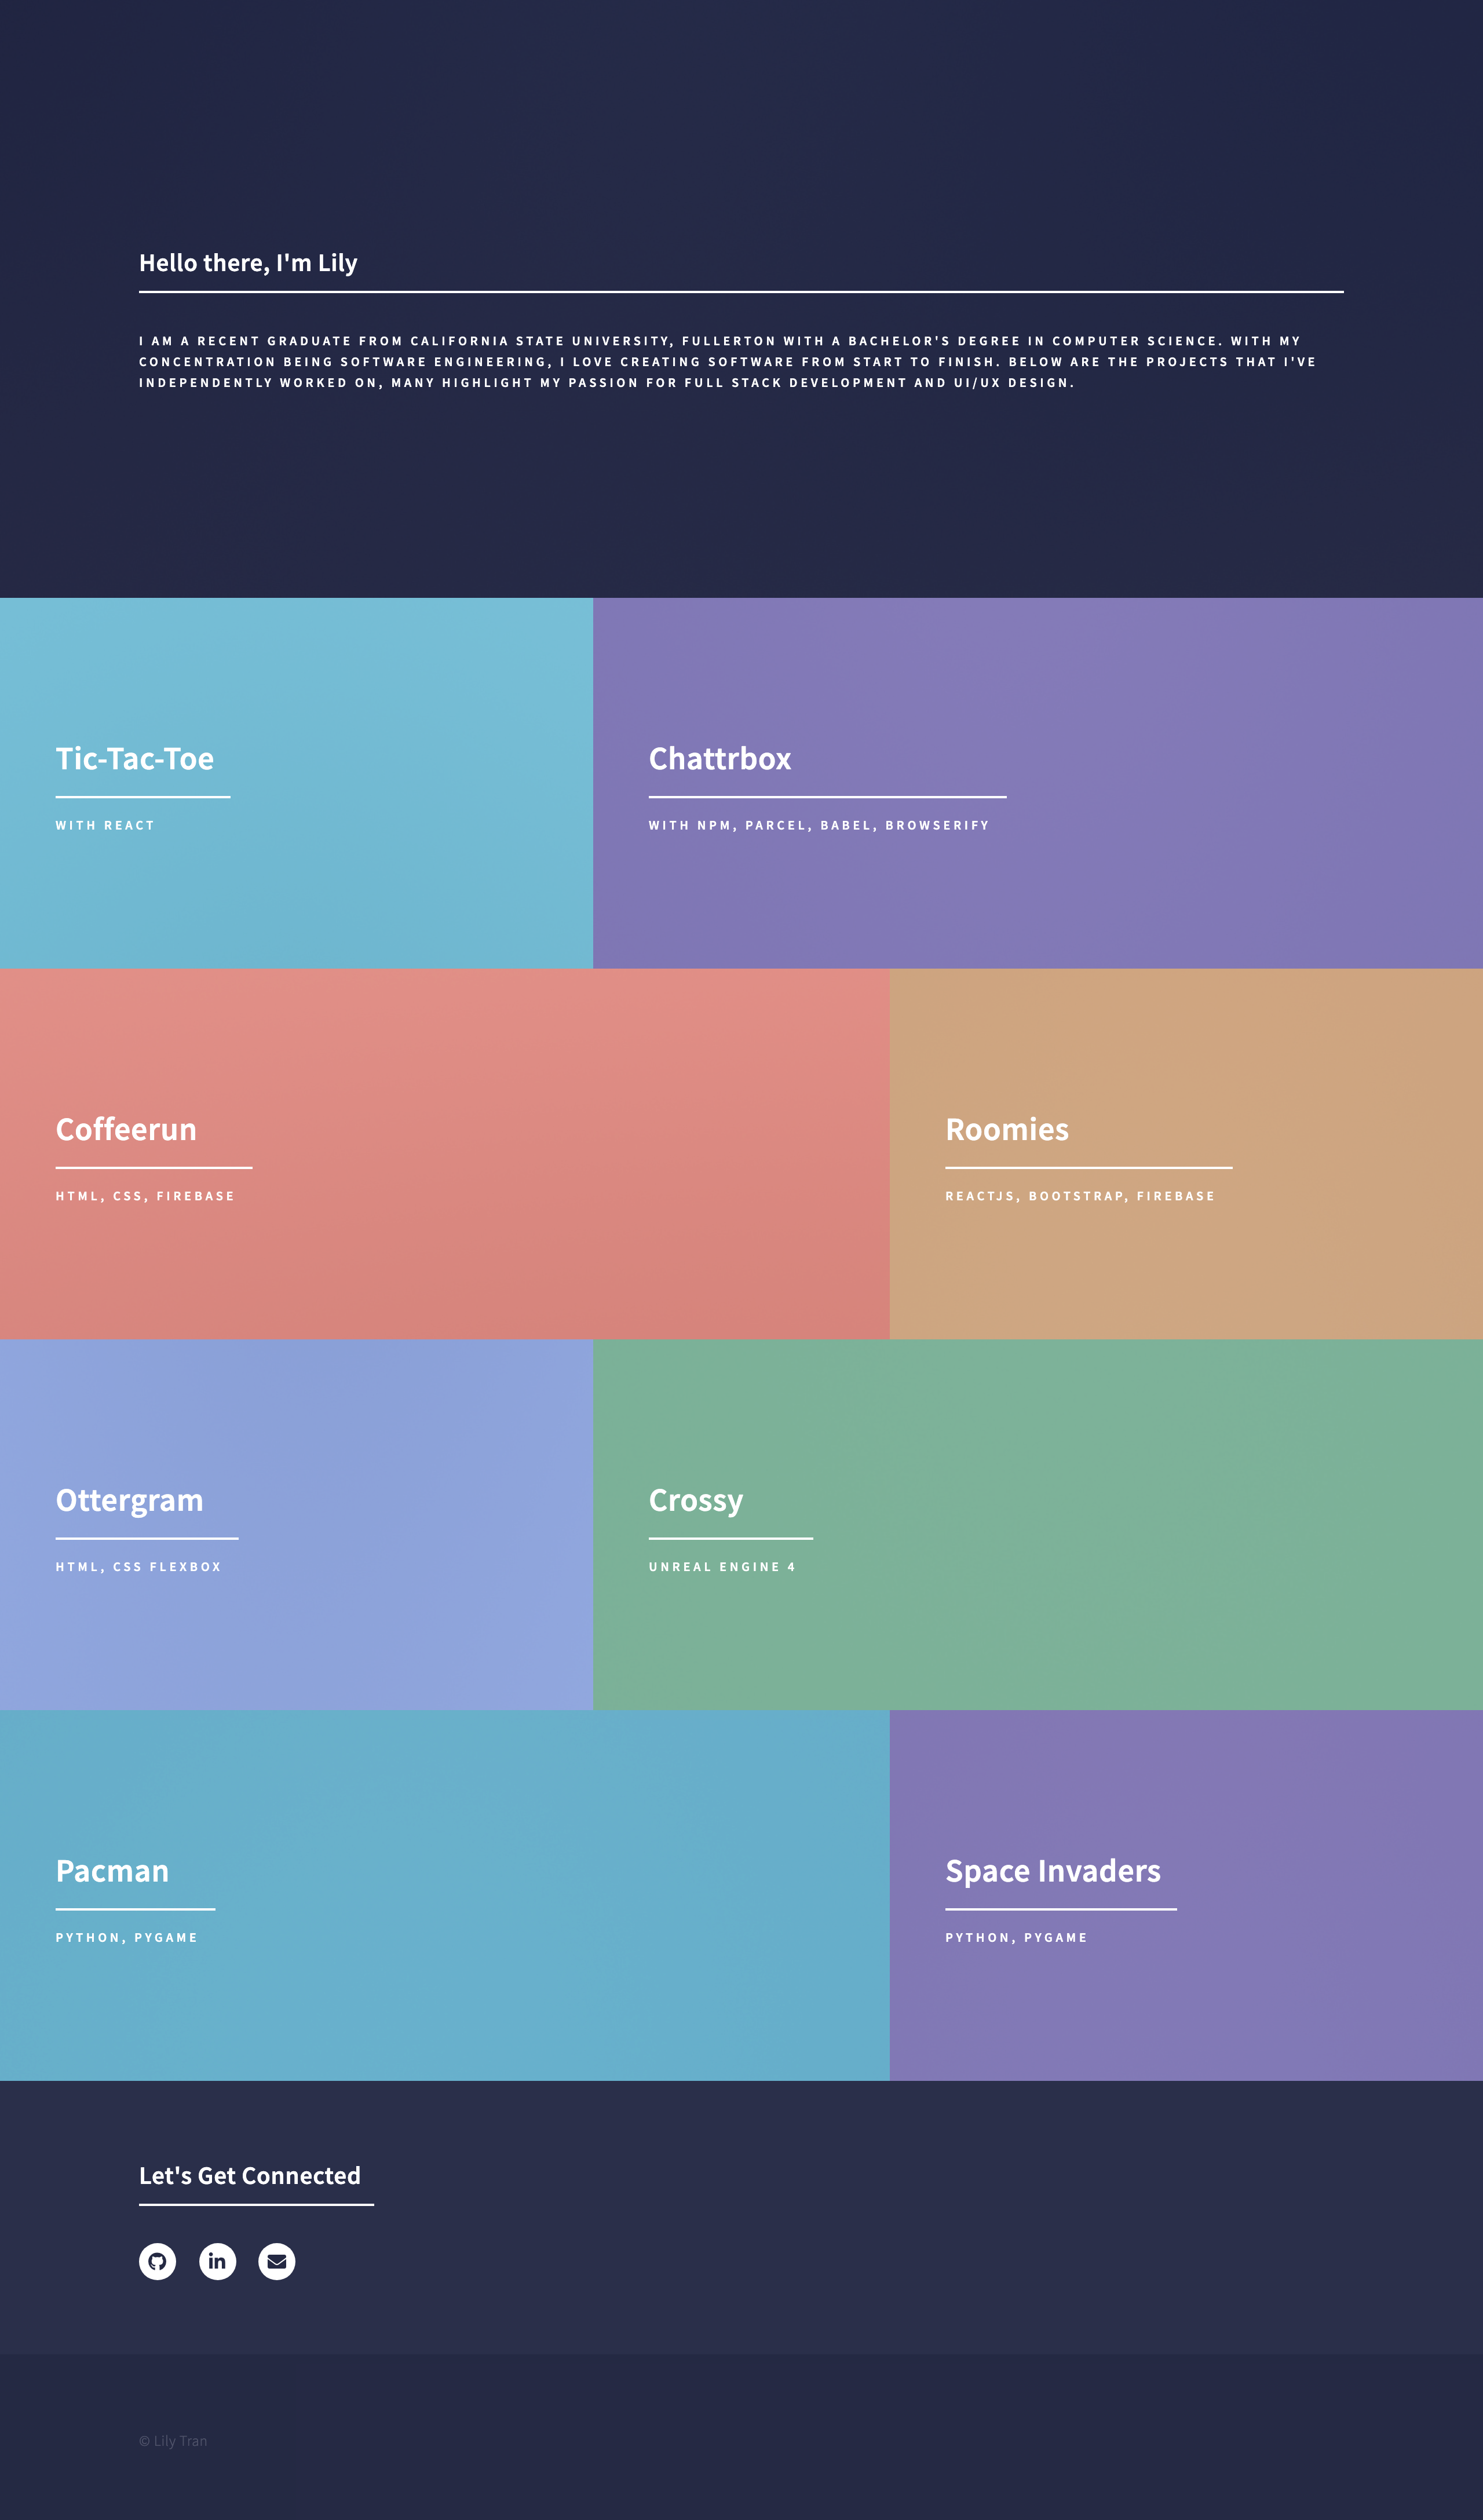 Hello there, I'm Lily
I AM A RECENT GRADUATE FROM CALIFORNIA STATE UNIVERSITY, FULLERTON WITH A BACHELOR'S DEGREE IN COMPUTER SCIENCE. WITH MY
CONCENTRATION BEING SOFTWARE ENGINEERING, I LOVE CREATING SOFTWARE FROM START TO FINISH. BELOW ARE THE PROJECTS THAT I'VE
INDEPENDENTLY WORKED ON, MANY HIGHLIGHT MY PASSION FOR FULL STACK DEVELOPMENT AND UI/UX DESIGN.
Tic-Tac-Toe
WITH REACT
Chattrbox
WITH NPM, PARCEL, BABEL, BROWSERIFY
Coffeerun
HTML, CSS, FIREBASE
Roomies
REACTJS, BOOTSTRAP, FIREBASE
Ottergram
HTML, CSS FLEXBOX
Crossy
UNREAL ENGINE 4
Pacman
PYTHON, PYGAME
Space Invaders
PYTHON, PYGAME
Let's Get Connected
in
© Lily Tran